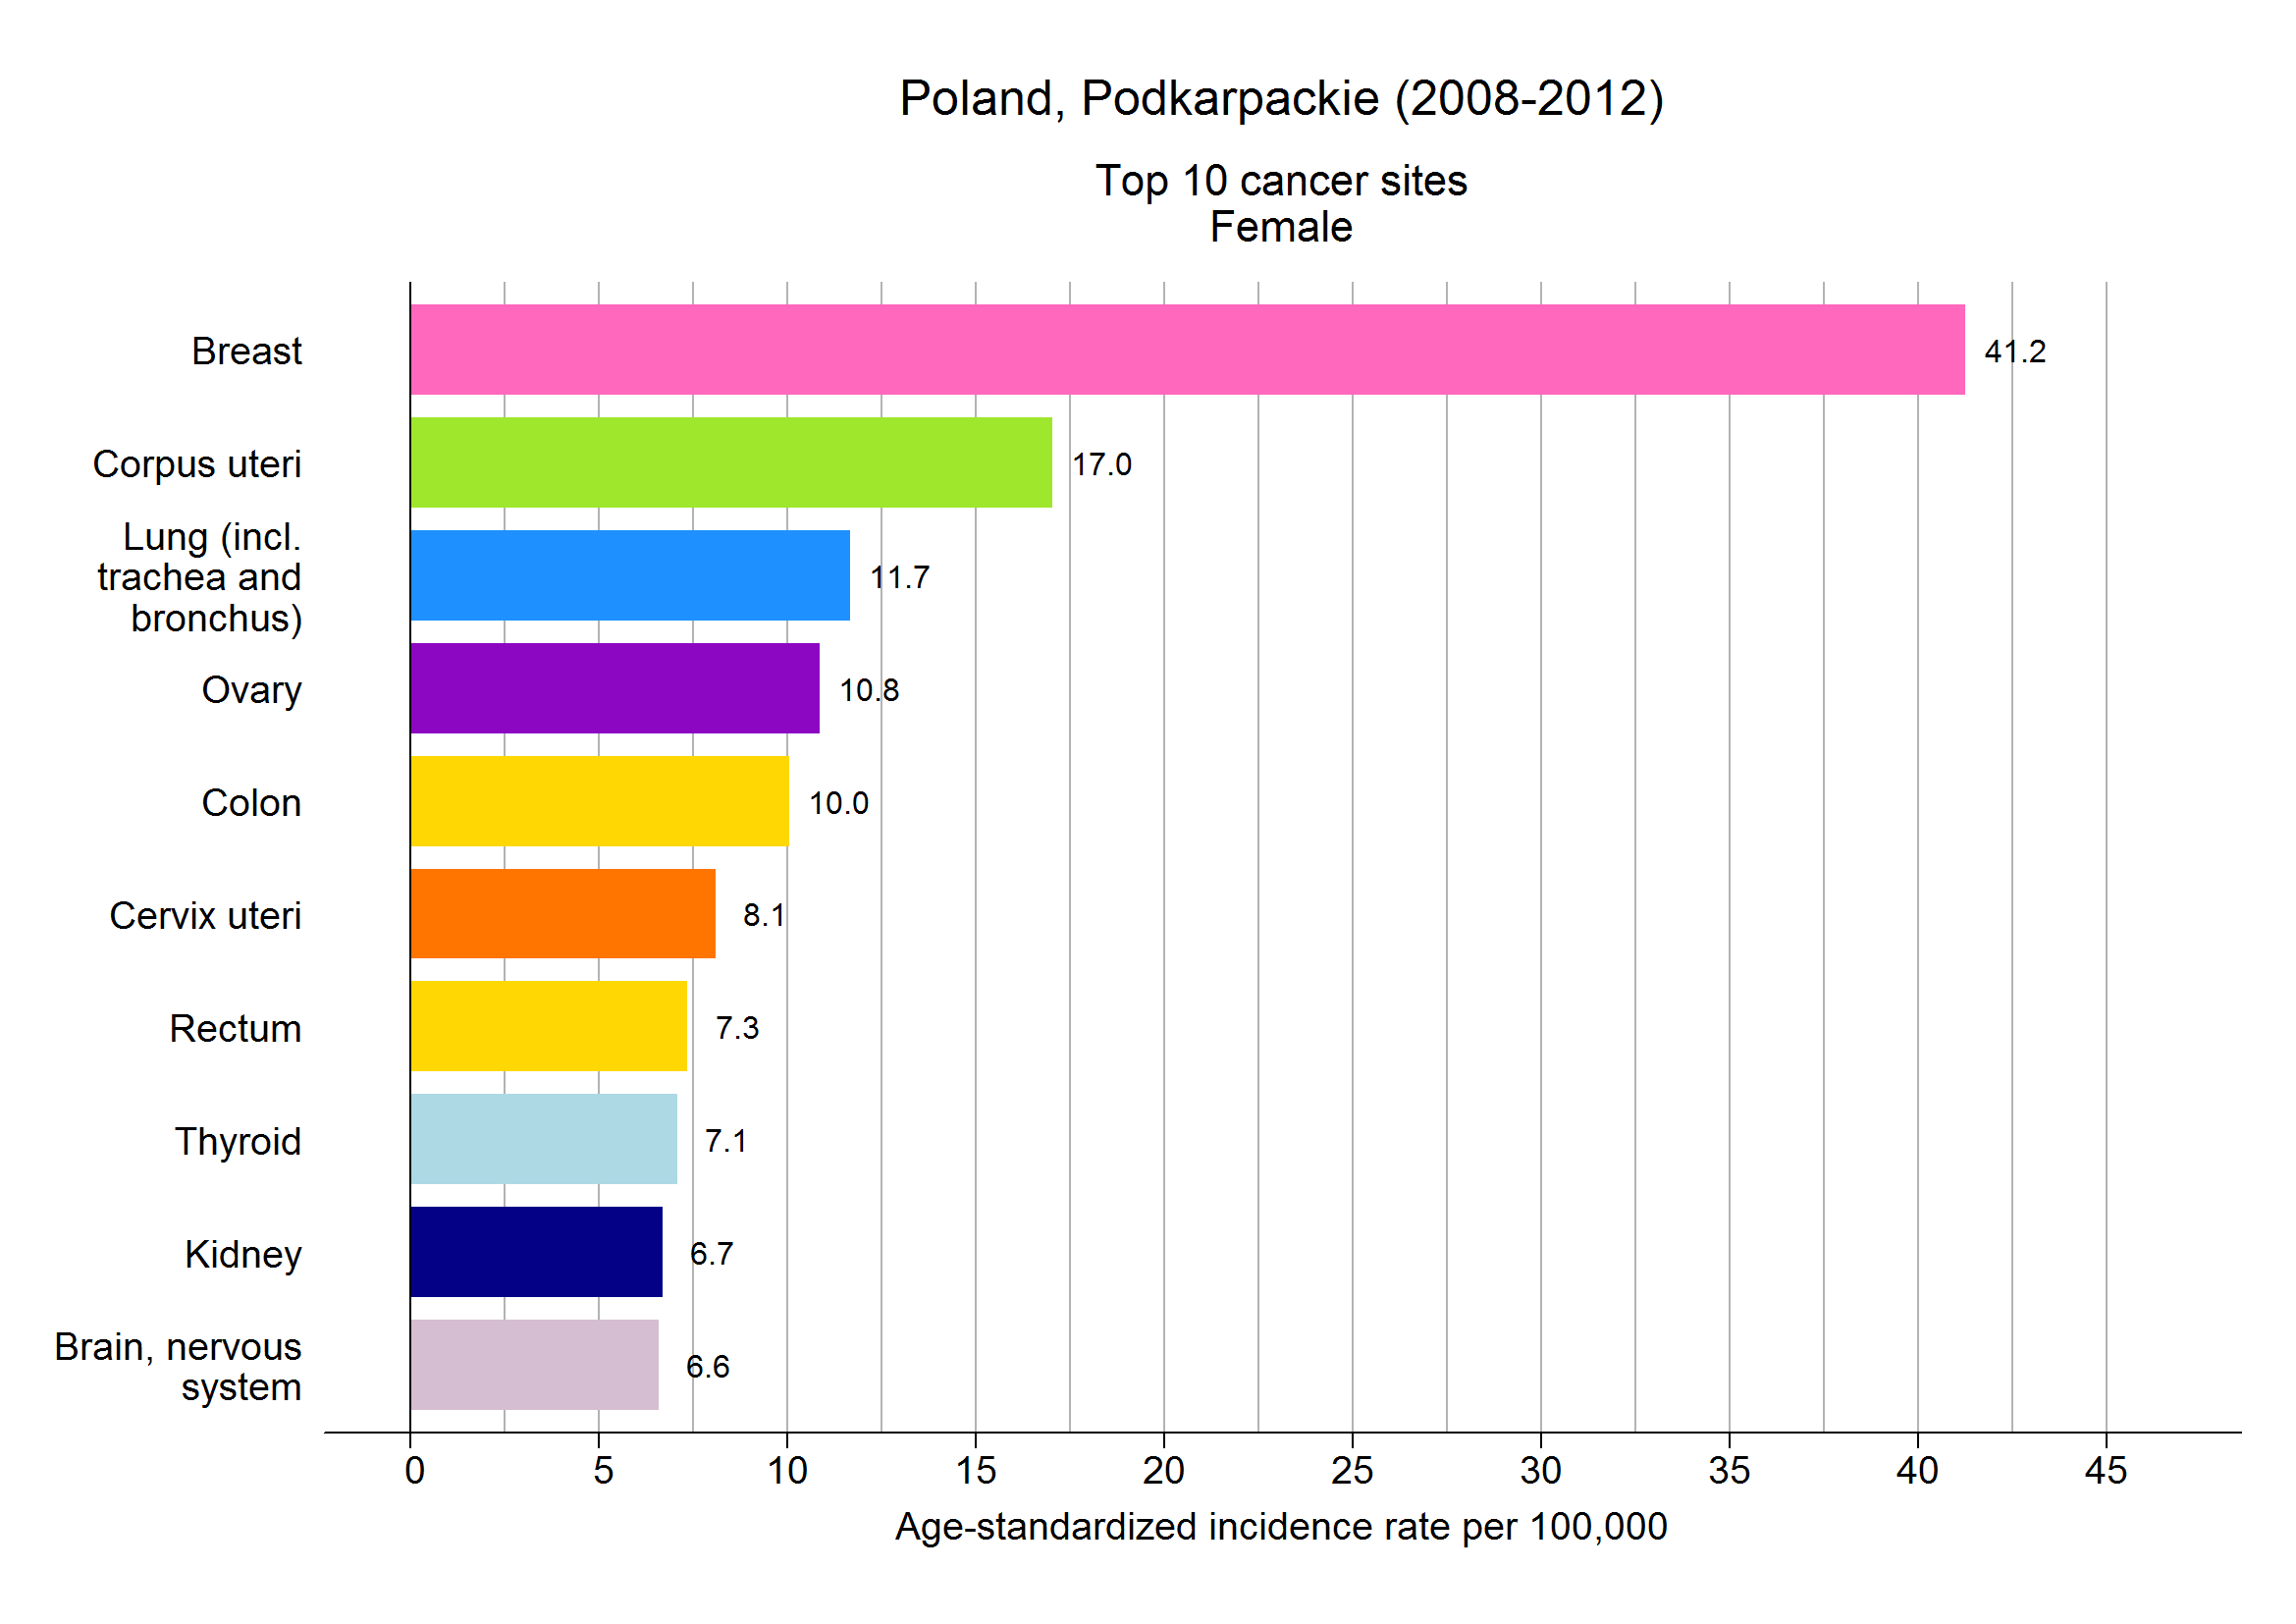 Poland, Podkarpackie (2008-2012)
Top 10 cancer sites
Female
Breast
41.2
Corpus uteri
17.0
Lung (incl.
trachea and
bronchus)
11.7
Ovary
10.8
Colon
10.0
Cervix uteri
8.1
Rectum
7.3
Thyroid
7.1
Kidney
6.7
Brain, nervous
system
6.6
0 5 10 15 20 25 30 35 40 45
Age-standardized incidence rate per 100,000